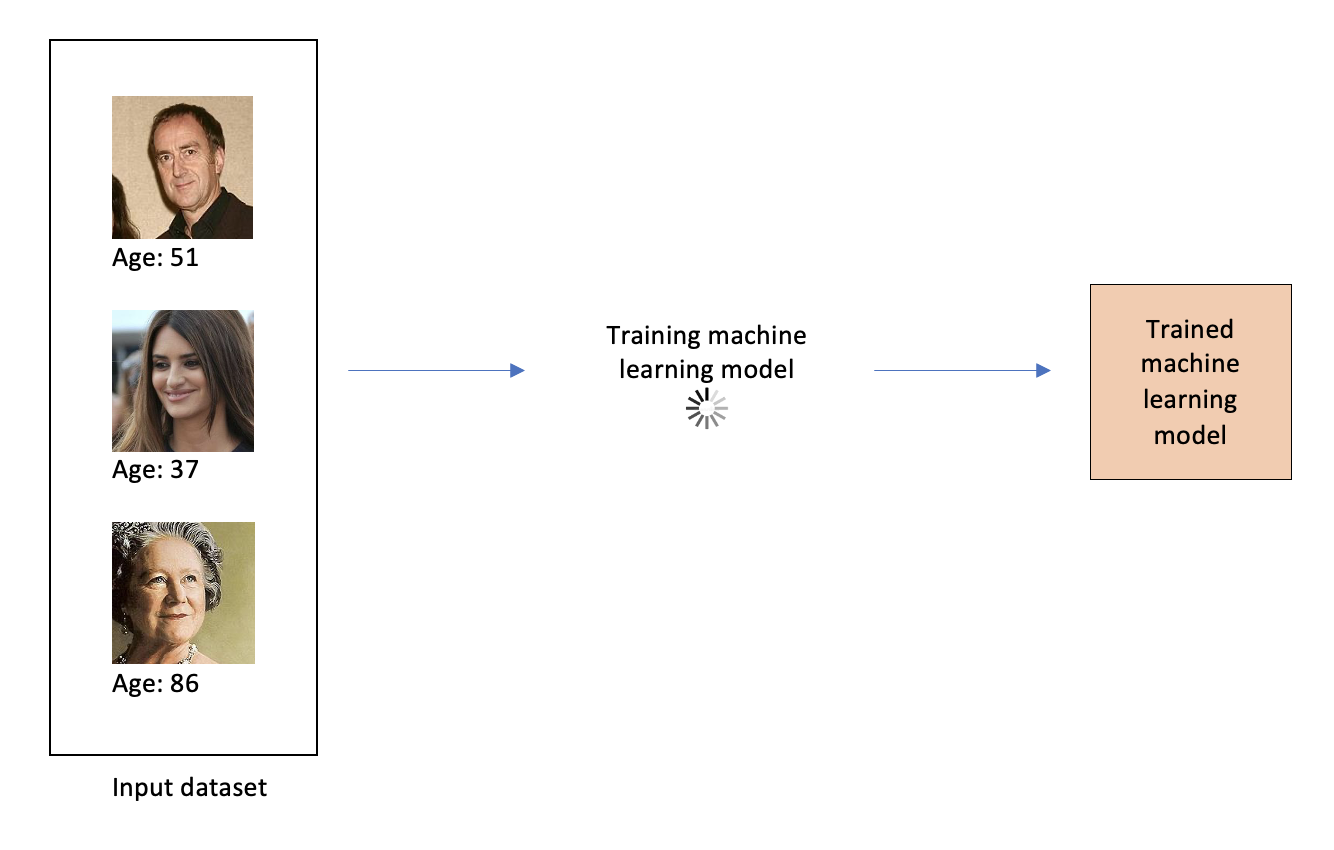 Age: 51
Age: 37
Age: 86
Input dataset
Training machine
learning model
Trained
machine
learning
model